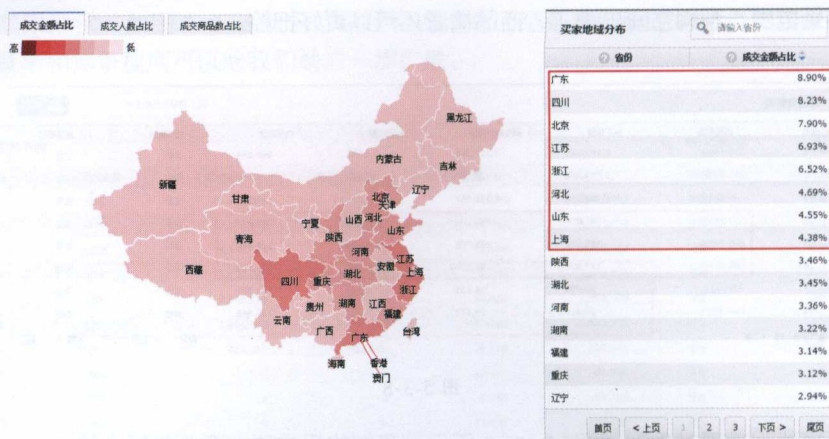 成交金额占比 成交人数占比 成交商品数占比
高 低
黑龙江
内蒙古
吉林
新疆
辽宁
甘肃
北京
天津
宁夏
山西
河北
山东
青海
陕西
河南
江苏
西藏
安徽
上海
四川
重庆
湖北
浙江
湖南
江西
贵州
福建
云南
广西
广东
台湾
海南
香港
澳门
买家地域分布 请输入省份
省份 成交金额占比
广东 8.90%
四川 8.23%
北京 7.90%
江苏 6.93%
浙江 6.52%
河北 4.69%
山东 4.55%
上海 4.38%
陕西 3.46%
湖北 3.45%
河南 3.36%
湖南 3.22%
福建 3.14%
重庆 3.12%
辽宁 2.94%
首页 < 上页 1 2 3 下页 > 尾页